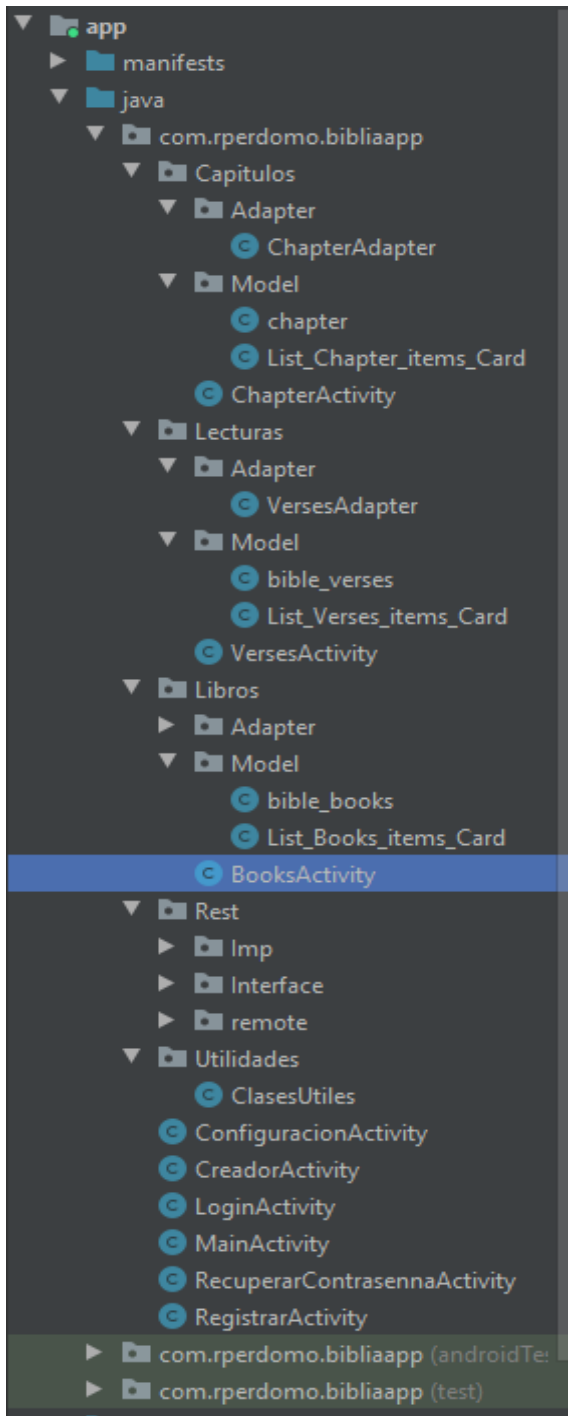 app
manifests
java
com.rperdomo.bibliaapp
Capitulos
Adapter
ChapterAdapter
Model
chapter
List_Chapter_items_Card
ChapterActivity
Lecturas
Adapter
VersesAdapter
Model
bible_verses
List_Verses_items_Card
VersesActivity
Libros
Adapter
Model
bible_books
List_Books_items_Card
BooksActivity
Rest
Imp
Interface
remote
Utilidades
ClasesUtiles
ConfiguracionActivity
CreadorActivity
LoginActivity
MainActivity
RecuperarContrasennaActivity
RegistrarActivity
com.rperdomo.bibliaapp (androidTe
com.rperdomo.bibliaapp (test)